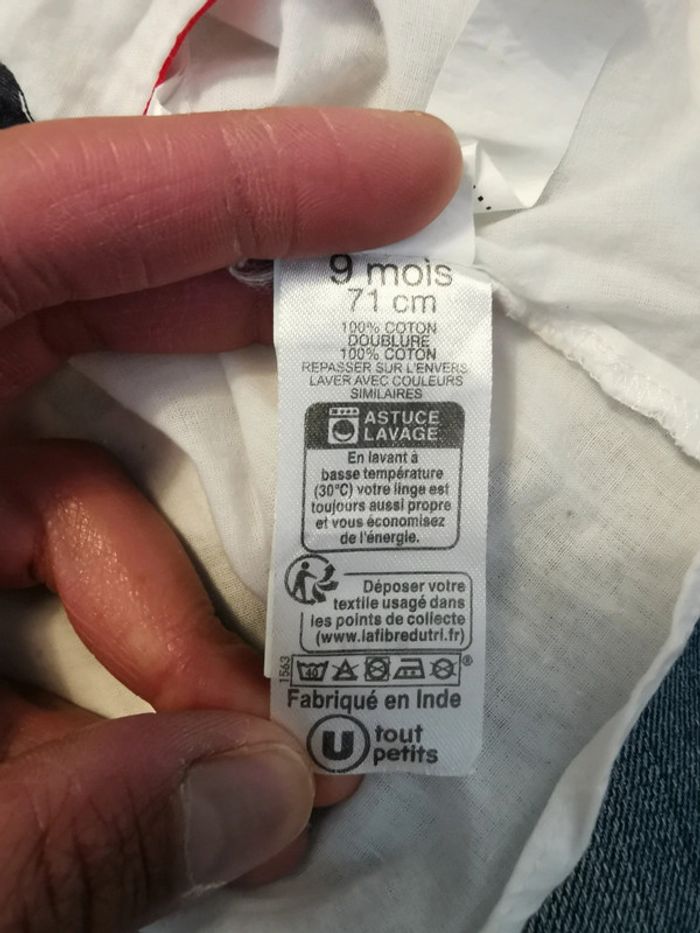 9 mois
71 cm
100% COTON
DOUBLURE
100% COTON
REPASSER SUR L'ENVERS
LAVER AVEC COULEURS
SIMILAIRES
ASTUCE
LAVAGE
En lavant à
basse température
(30°C) votre linge est
toujours aussi propre
et vous économisez
de l'énergie.
Déposer votre
textile usagé dans
les points de collecte
(www.lafibredutri.fr)
1563
40
®
Fabriqué en Inde
U tout
petits